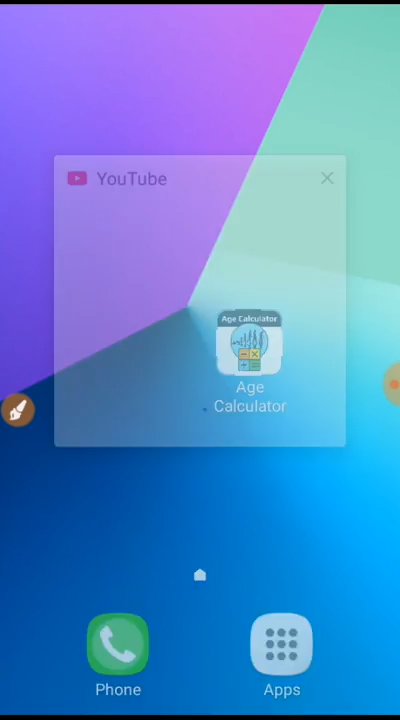 YouTube
Age Calculator
Age
Calculator
Phone
Apps